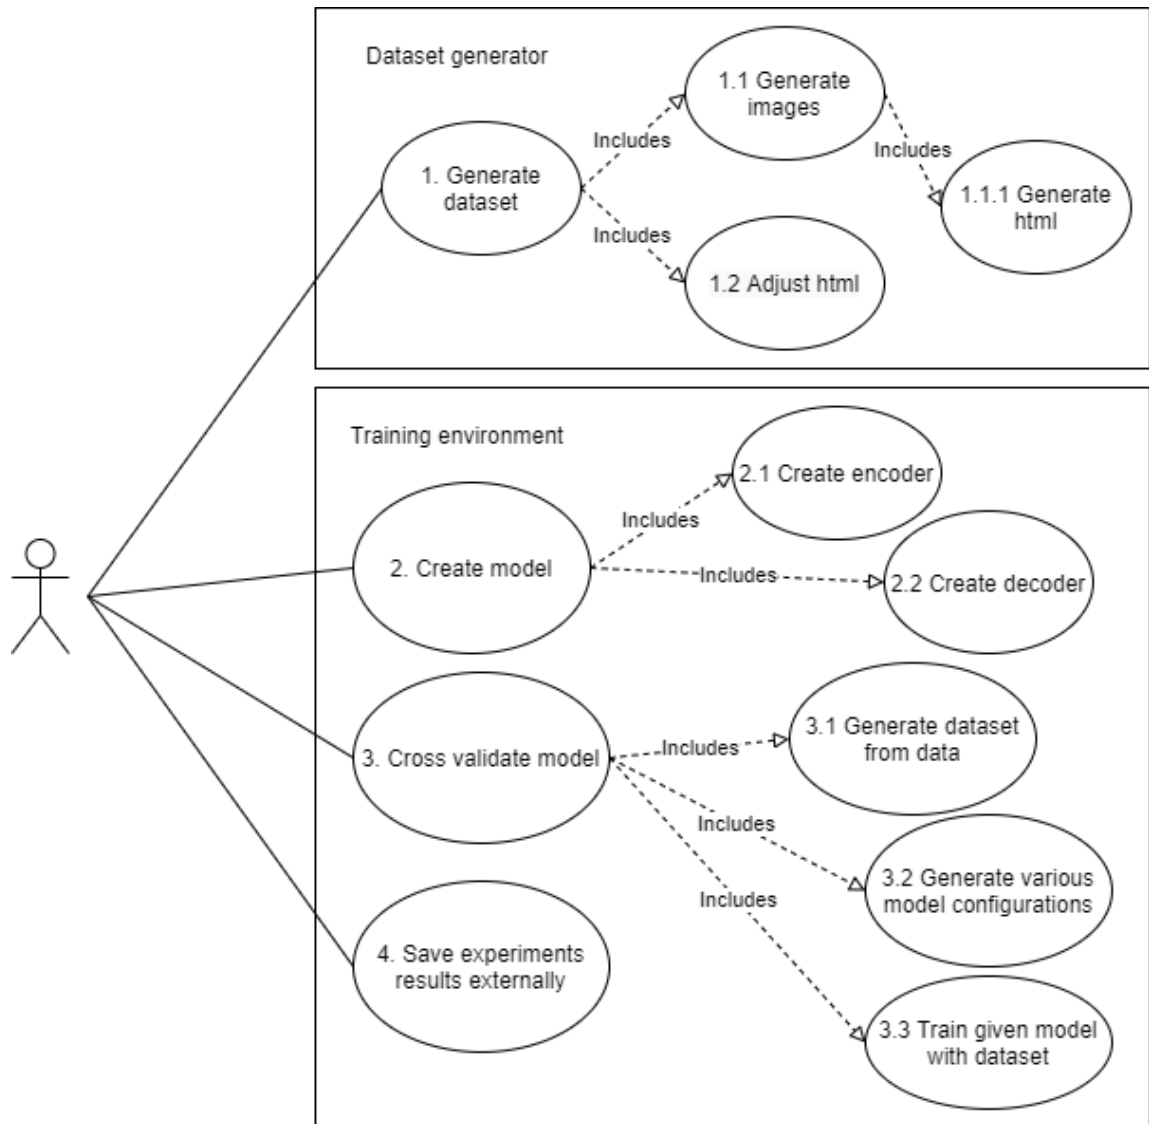 Dataset generator
1.1 Generate
images
Includes
Includes
1. Generate
dataset
1.1.1 Generate
html
Includes
1.2 Adjust html
Training environment
2.1 Create encoder
Includes
2. Create model
Includes
2.2 Create decoder
3.1 Generate dataset
from data
Includes
3. Cross validate model
Includes
3.2 Generate various
model configurations
Includes
4. Save experiments
results externally
3.3 Train given model
with dataset